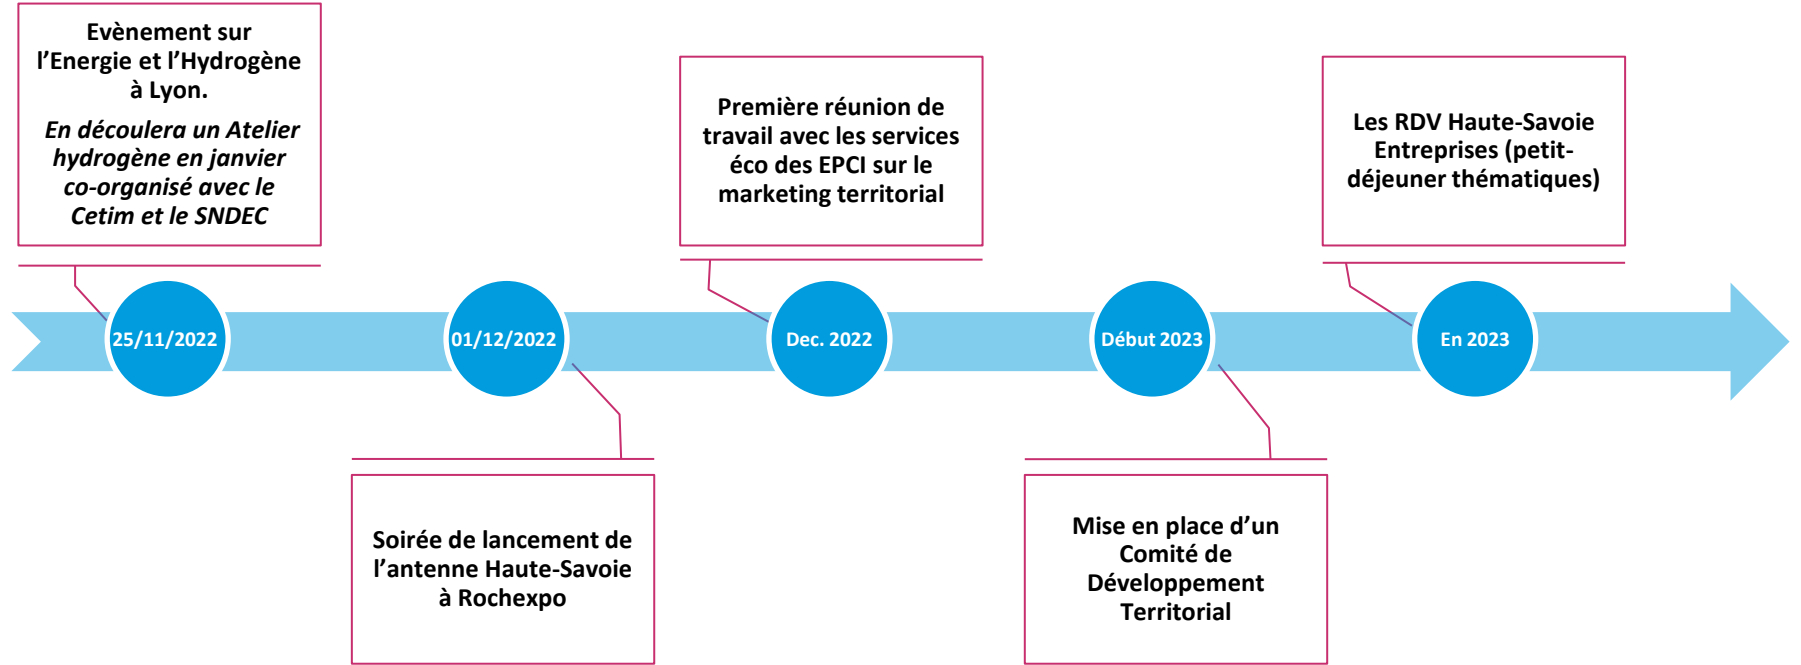 Evènement sur
l’Energie et l’Hydrogène
à Lyon.
En découlera un Atelier
hydrogène en janvier
co-organisé avec le
Cetim et le SNDEC
Première réunion de
travail avec les services
éco des EPCI sur le
marketing territorial
Les RDV Haute-Savoie
Entreprises (petit-
déjeuner thématiques)
25/11/2022
01/12/2022
Dec. 2022
Début 2023
En 2023
Soirée de lancement de
l’antenne Haute-Savoie
à Rochexpo
Mise en place d’un
Comité de
Développement
Territorial